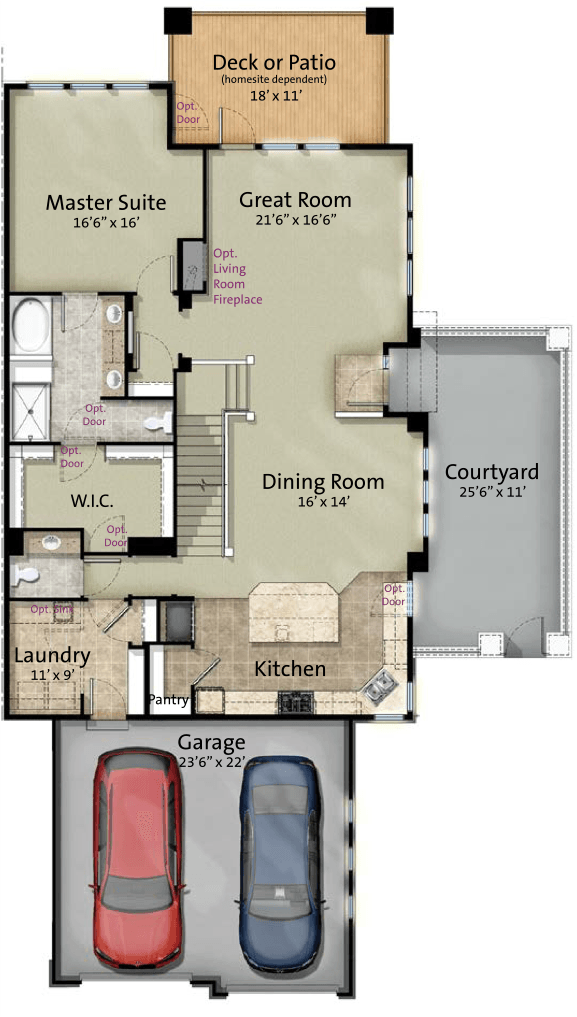 Deck or Patio
(homesite dependent)
18' x 11'
Opt.
Door
Master Suite
16'6" x 16'
Great Room
21'6" x 16'6"
Opt.
Living
Room
Fireplace
Opt.
Door
Opt.
Door
W.I.C.
Opt.
Door
Dining Room
16' x 14'
Courtyard
25'6" x 11'
Opt.
Door
Opt. sink
Laundry
11' x 9'
Kitchen
Pantry
Garage
23'6" x 22'